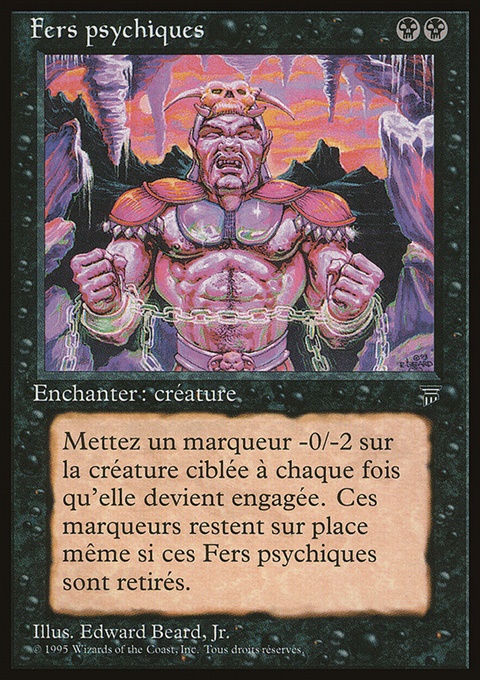 Fers psychiques
©93
E. BEARD
Enchanter : créature
Mettez un marqueur -0/-2 sur
la créature ciblée à chaque fois
qu'elle devient engagée. Ces
marqueurs restent sur place
même si ces Fers psychiques
sont retirés.
Illus. Edward Beard, Jr.
© 1995 Wizards of the Coast, Inc. Tous droits réservés.